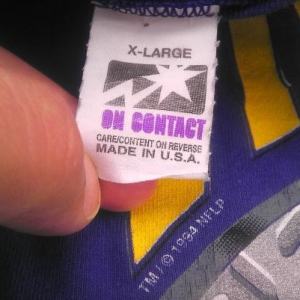 X-LARGE
ON CONTACT
CARE/CONTENT ON REVERSE
MADE IN U.S.A.
TM / © 1994 NFLP